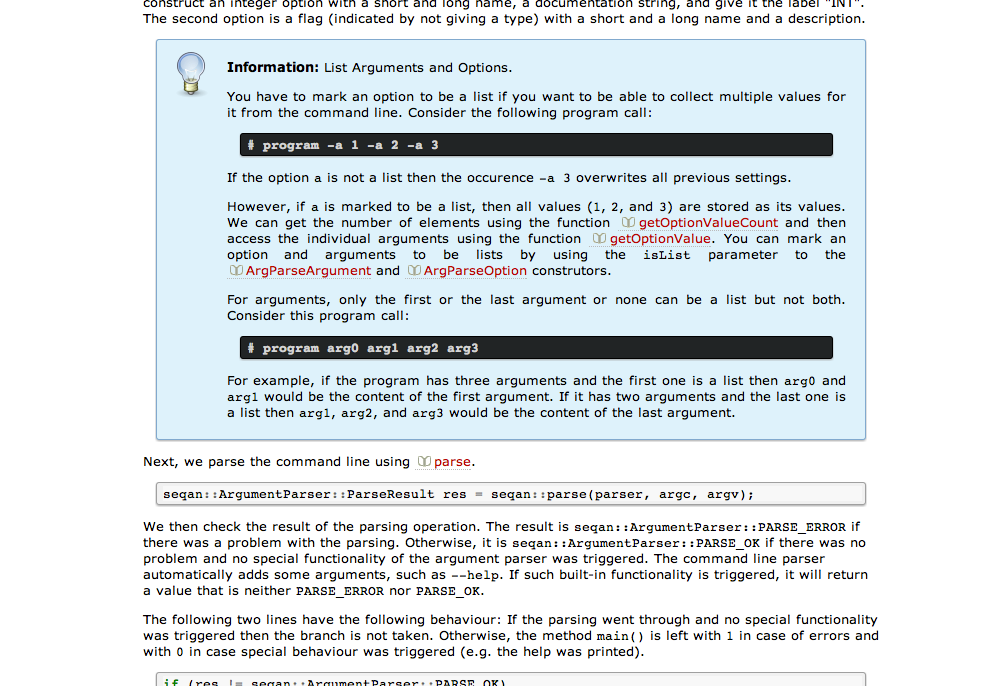 construct an integer option with a short and long name, a documentation string, and give it the label "INT".
The second option is a flag (indicated by not giving a type) with a short and a long name and a description.
Information: List Arguments and Options.
You have to mark an option to be a list if you want to be able to collect multiple values for
it from the command line. Consider the following program call:
# program -a 1 -a 2 -a 3
If the option a is not a list then the occurence -a 3 overwrites all previous settings.
However, if a is marked to be a list, then all values (1, 2, and 3) are stored as its values.
We can get the number of elements using the function getOptionValueCount and then
access the individual arguments using the function getOptionValue. You can mark an
option and arguments to be lists by using the isList parameter to the
ArgParseArgument and ArgParseOption construtors.
For arguments, only the first or the last argument or none can be a list but not both.
Consider this program call:
# program arg0 arg1 arg2 arg3
For example, if the program has three arguments and the first one is a list then arg0 and
arg1 would be the content of the first argument. If it has two arguments and the last one is
a list then arg1, arg2, and arg3 would be the content of the last argument.
Next, we parse the command line using parse.
seqan::ArgumentParser::ParseResult res = seqan::parse(parser, argc, argv);
We then check the result of the parsing operation. The result is seqan::ArgumentParser::PARSE_ERROR if
there was a problem with the parsing. Otherwise, it is seqan::ArgumentParser::PARSE_OK if there was no
problem and no special functionality of the argument parser was triggered. The command line parser
automatically adds some arguments, such as --help. If such built-in functionality is triggered, it will return
a value that is neither PARSE_ERROR nor PARSE_OK.
The following two lines have the following behaviour: If the parsing went through and no special functionality
was triggered then the branch is not taken. Otherwise, the method main() is left with 1 in case of errors and
with 0 in case special behaviour was triggered (e.g. the help was printed).
if (res != seqan::ArgumentParser::PARSE_OK)